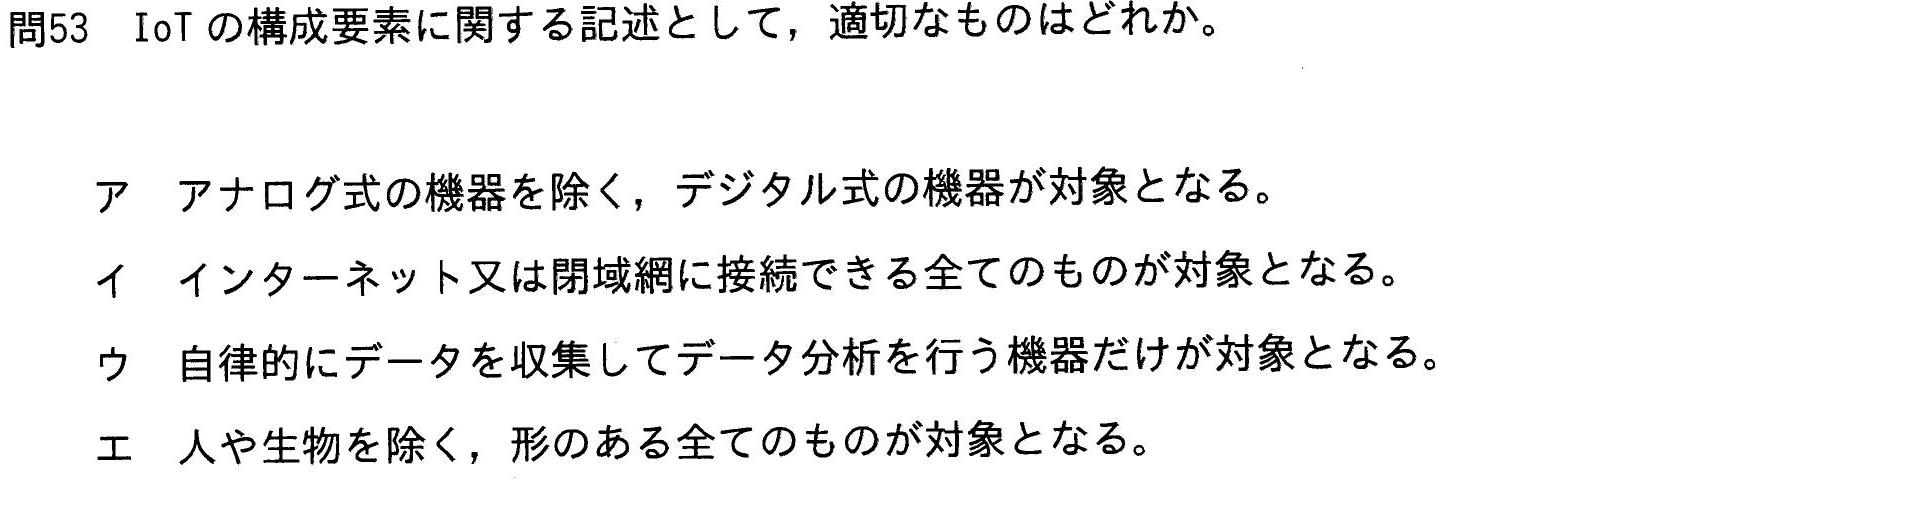 問53　IoTの構成要素に関する記述として，適切なものはどれか。
ア　アナログ式の機器を除く，デジタル式の機器が対象となる。
イ　インターネット又は閉域網に接続できる全てのものが対象となる。
ウ　自律的にデータを収集してデータ分析を行う機器だけが対象となる。
エ　人や生物を除く，形のある全てのものが対象となる。